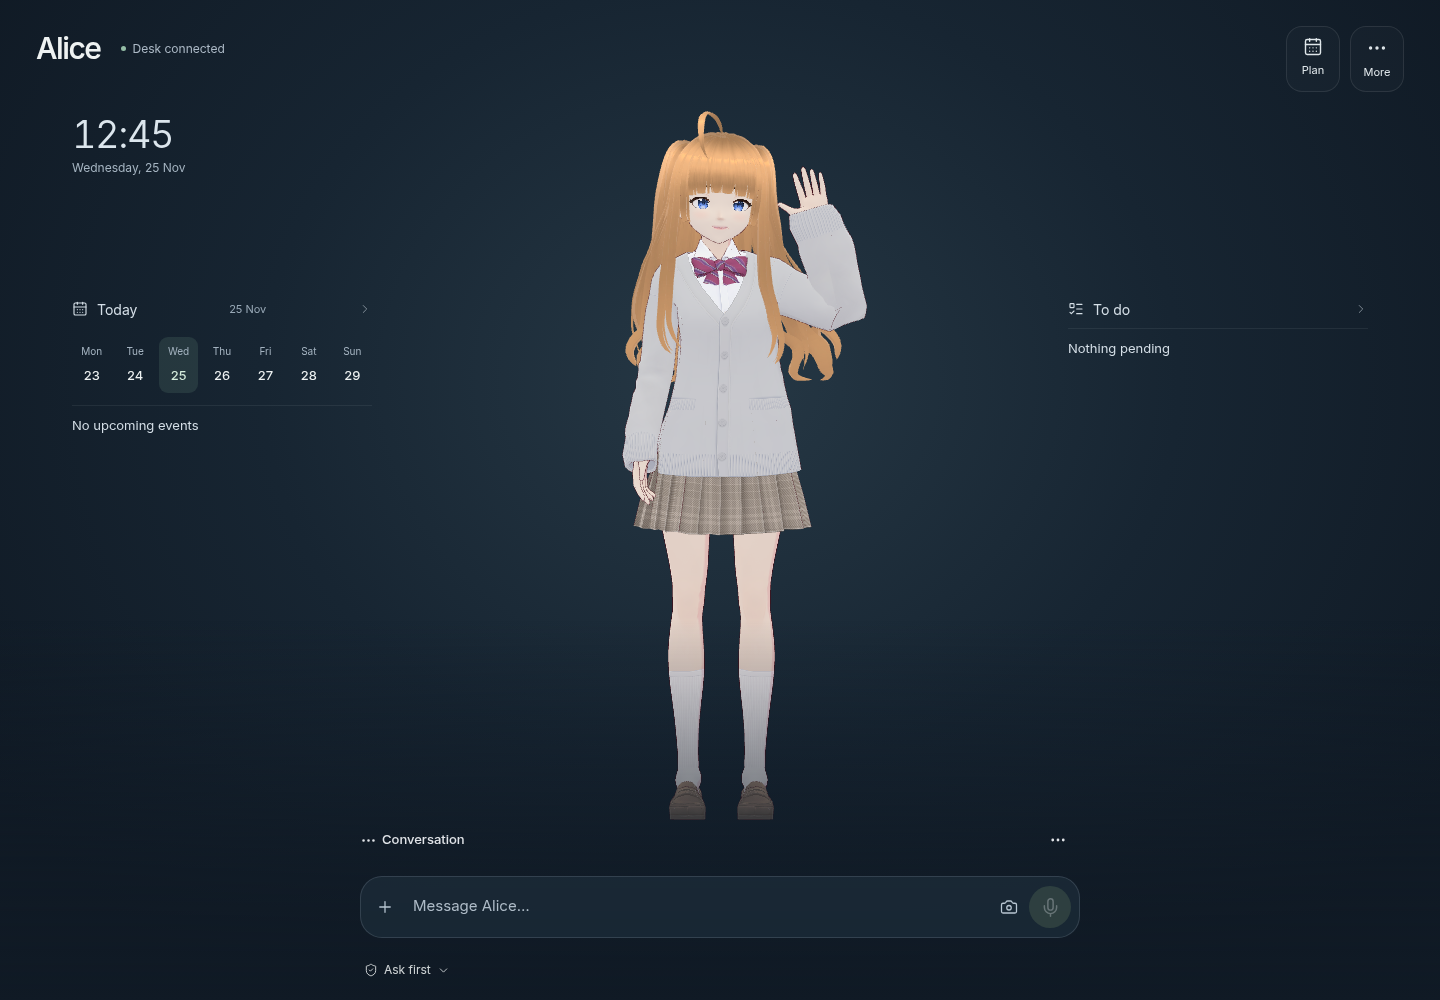 Alice
Desk connected
Plan
More
12:45
Wednesday, 25 Nov
Today
25 Nov
Mon Tue Wed Thu Fri Sat Sun
23 24 25 26 27 28 29
No upcoming events
To do
Nothing pending
Conversation
Message Alice...
Ask first